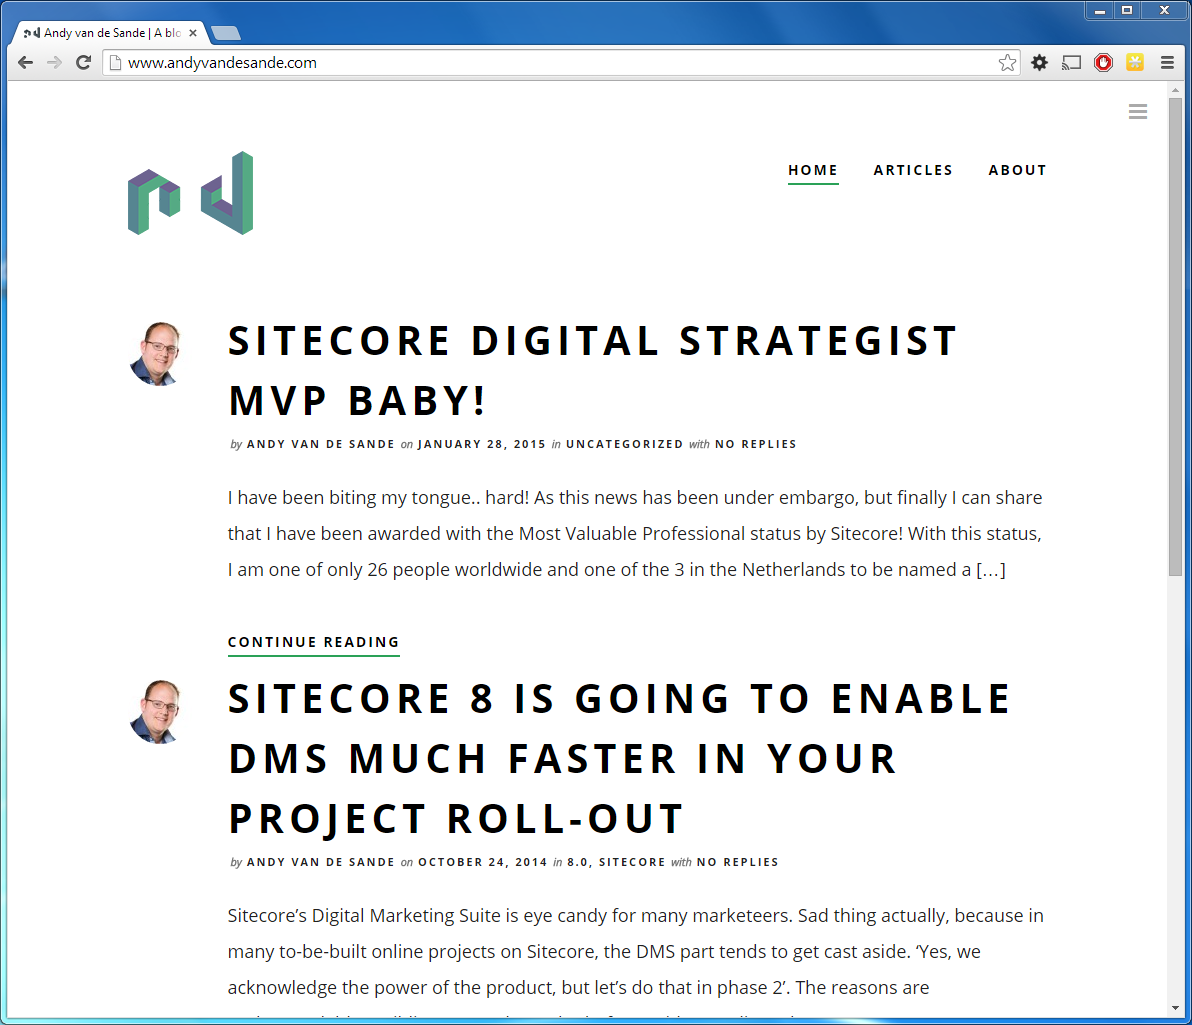 Andy van de Sande | A blo
www.andyvandesande.com
HOME ARTICLES ABOUT
SITECORE DIGITAL STRATEGIST
MVP BABY!
by ANDY VAN DE SANDE on JANUARY 28, 2015 in UNCATEGORIZED with NO REPLIES
I have been biting my tongue.. hard! As this news has been under embargo, but finally I can share
that I have been awarded with the Most Valuable Professional status by Sitecore! With this status,
I am one of only 26 people worldwide and one of the 3 in the Netherlands to be named a […]
CONTINUE READING
SITECORE 8 IS GOING TO ENABLE
DMS MUCH FASTER IN YOUR
PROJECT ROLL-OUT
by ANDY VAN DE SANDE on OCTOBER 24, 2014 in 8.0, SITECORE with NO REPLIES
Sitecore’s Digital Marketing Suite is eye candy for many marketeers. Sad thing actually, because in
many to-be-built online projects on Sitecore, the DMS part tends to get cast aside. ‘Yes, we
acknowledge the power of the product, but let’s do that in phase 2’. The reasons are